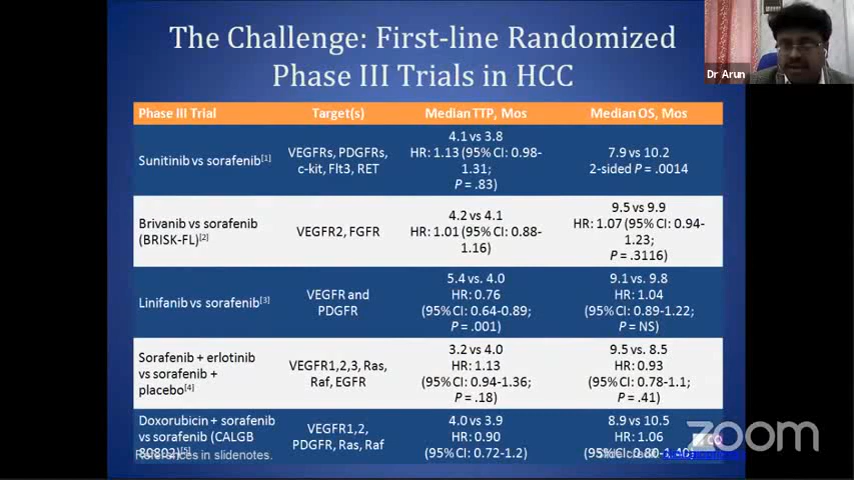 The Challenge: First-line Randomized
Phase III Trials in HCC
Dr Arun
Phase III Trial
Target(s)
Median TTP, Mos
Median OS, Mos
Sunitinib vs sorafenib[1]
VEGFRs, PDGFRs,
c-kit, Flt3, RET
4.1 vs 3.8
HR: 1.13 (95% CI: 0.98-
1.31;
P = .83)
7.9 vs 10.2
2-sided P = .0014
Brivanib vs sorafenib
(BRISK-FL)[2]
VEGFR2, FGFR
4.2 vs 4.1
HR: 1.01 (95% CI: 0.88-
1.16)
9.5 vs 9.9
HR: 1.07 (95% CI: 0.94-
1.23;
P = .3116)
Linifanib vs sorafenib[3]
VEGFR and
PDGFR
5.4 vs. 4.0
HR: 0.76
(95% CI: 0.64-0.89;
P = .001)
9.1 vs 9.8
HR: 1.04
(95% CI: 0.89-1.22;
P = NS)
Sorafenib + erlotinib
vs sorafenib +
placebo[4]
VEGFR1,2,3, Ras,
Raf, EGFR
3.2 vs 4.0
HR: 1.13
(95% CI: 0.94-1.36;
P = .18)
9.5 vs 8.5
HR: 0.93
(95% CI: 0.78-1.1;
P = .41)
Doxorubicin + sorafenib
vs sorafenib (CALGB
80802)[5]
VEGFR1,2,
PDGFR, Ras, Raf
4.0 vs 3.9
HR: 0.90
(95% CI: 0.72-1.2)
8.9 vs 10.5
HR: 1.06
(95% CI: 0.80-1.40)
References in slidenotes.
zoom